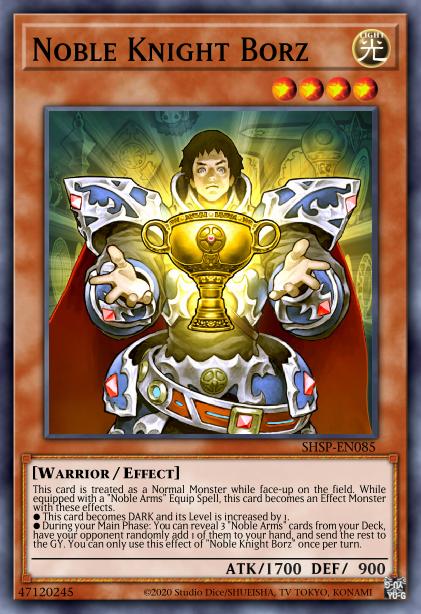 Noble Knight Borz
LIGHT
光
SHSP-EN085
[Warrior / Effect]
This card is treated as a Normal Monster while face-up on the field. While
equipped with a "Noble Arms" Equip Spell, this card becomes an Effect Monster
with these effects.
●This card becomes DARK and its Level is increased by 1.
●During your Main Phase: You can reveal 3 "Noble Arms" cards from your Deck,
have your opponent randomly add 1 of them to your hand, and send the rest to
the GY. You can only use this effect of "Noble Knight Borz" once per turn.
ATK/1700 DEF/ 900
47120245
©2020 Studio Dice/SHUEISHA, TV TOKYO, KONAMI